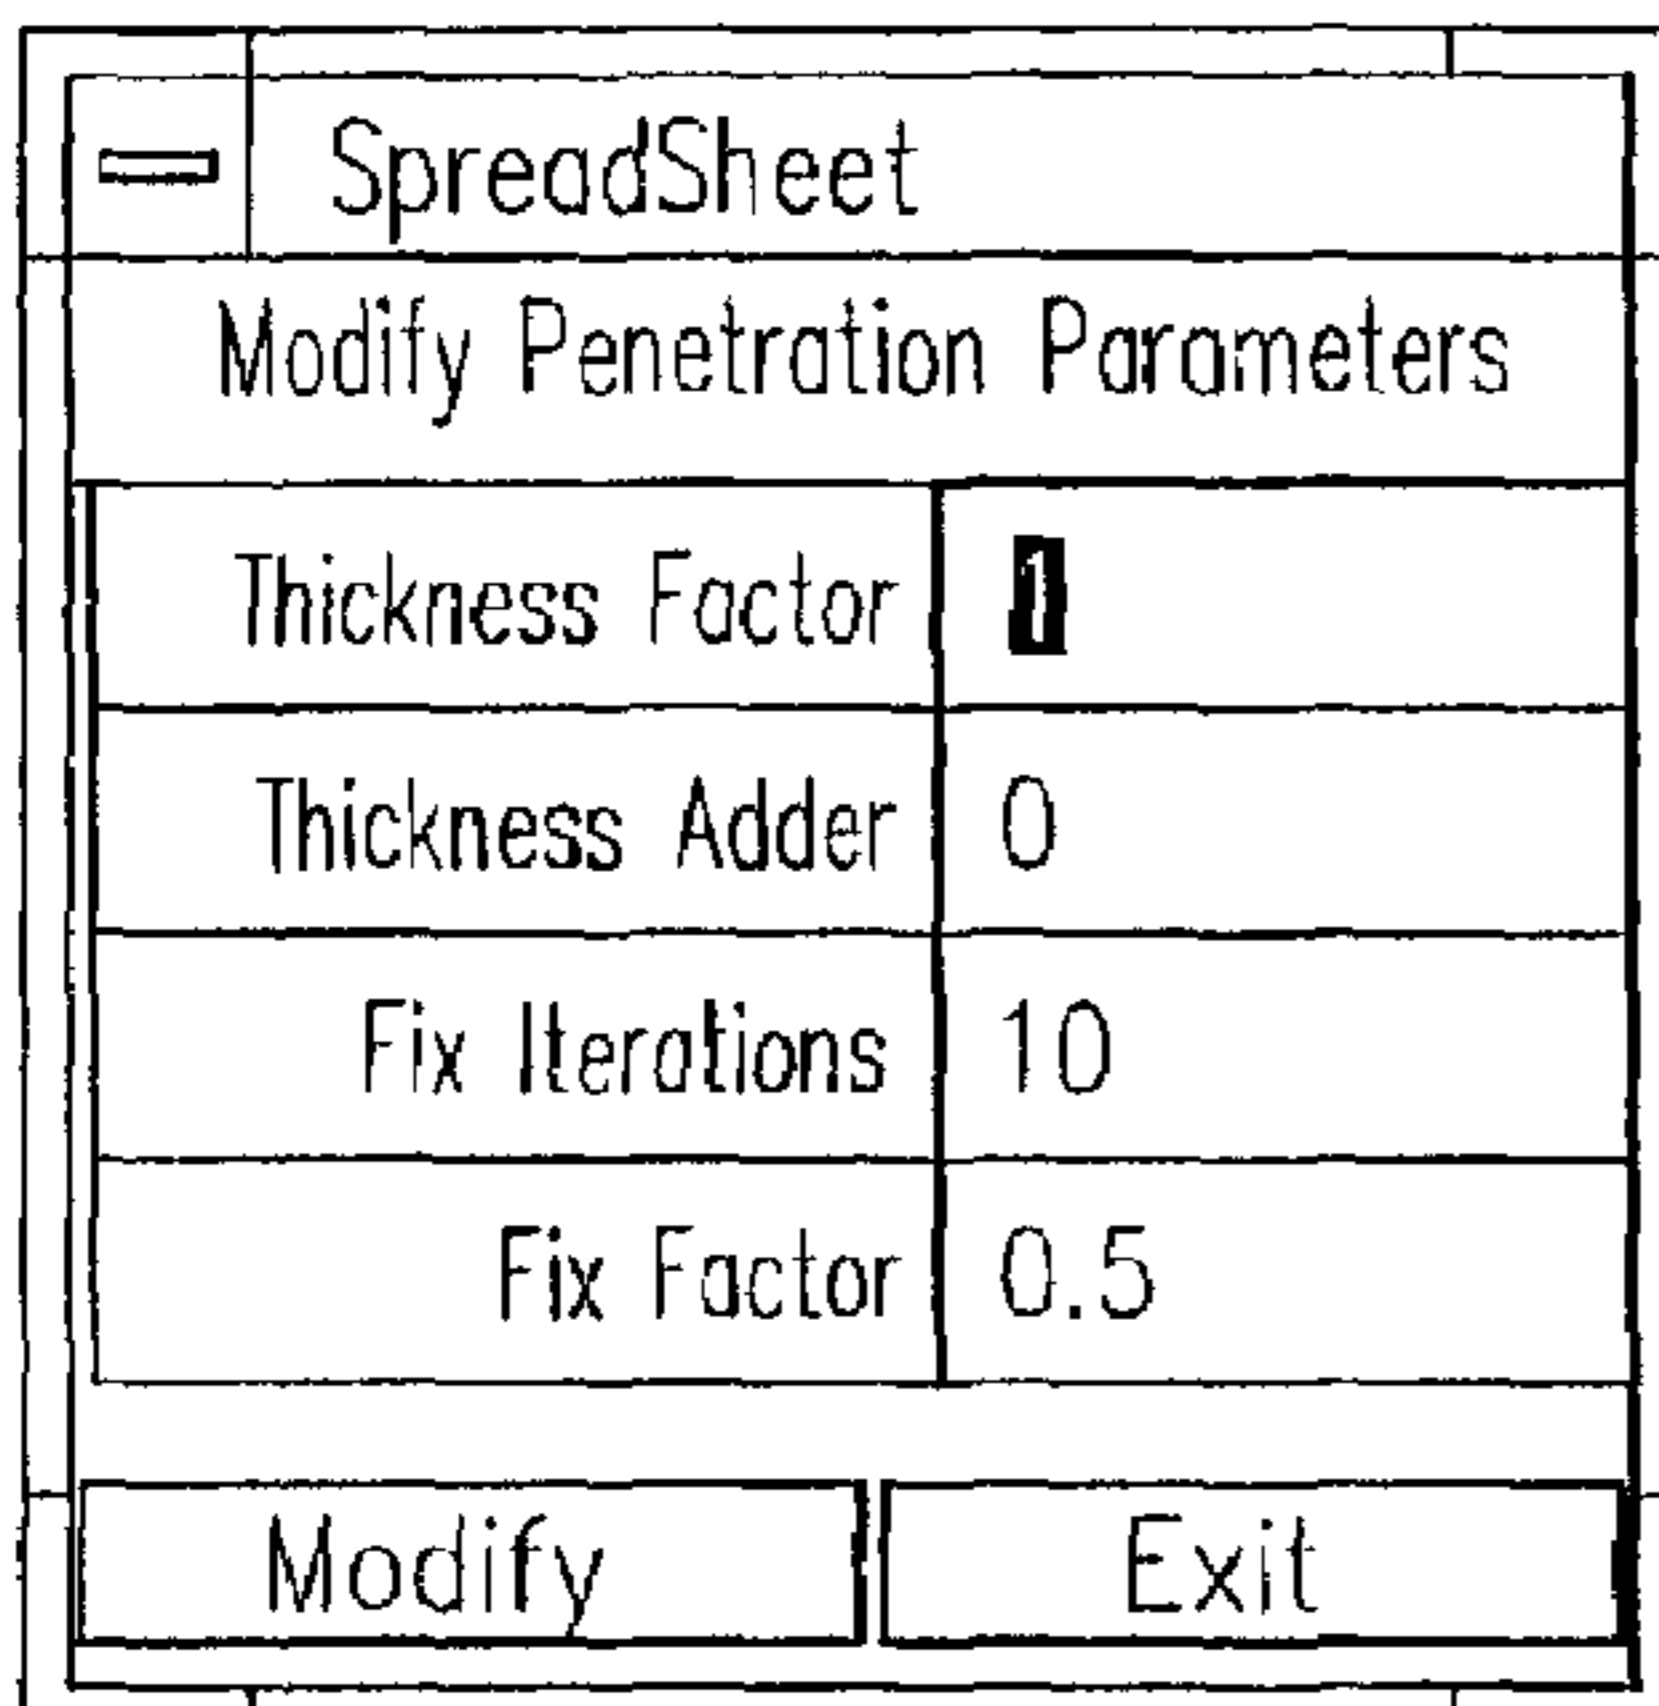 SpreadSheet
Modify Penetration Parameters
Thickness Factor 1
Thickness Adder 0
Fix Iterations 10
Fix Factor 0.5
Modify Exit